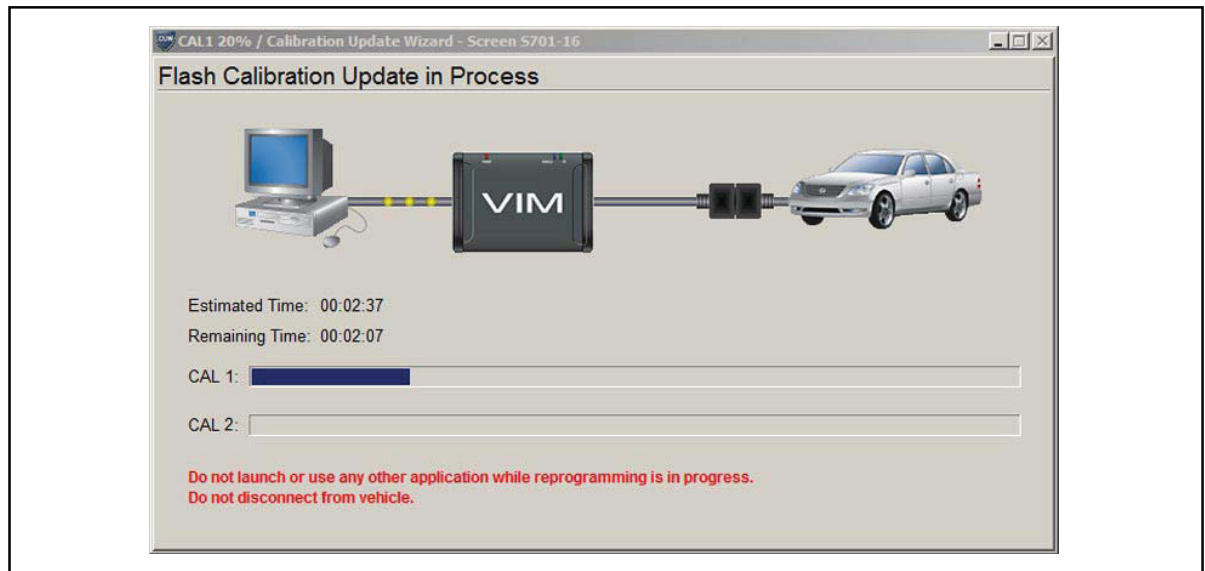 CAL1 20% / Calibration Update Wizard - Screen S701-16
Flash Calibration Update in Process
VIM
Estimated Time: 00:02:37
Remaining Time: 00:02:07
CAL 1:
CAL 2:
Do not launch or use any other application while reprogramming is in progress.
Do not disconnect from vehicle.